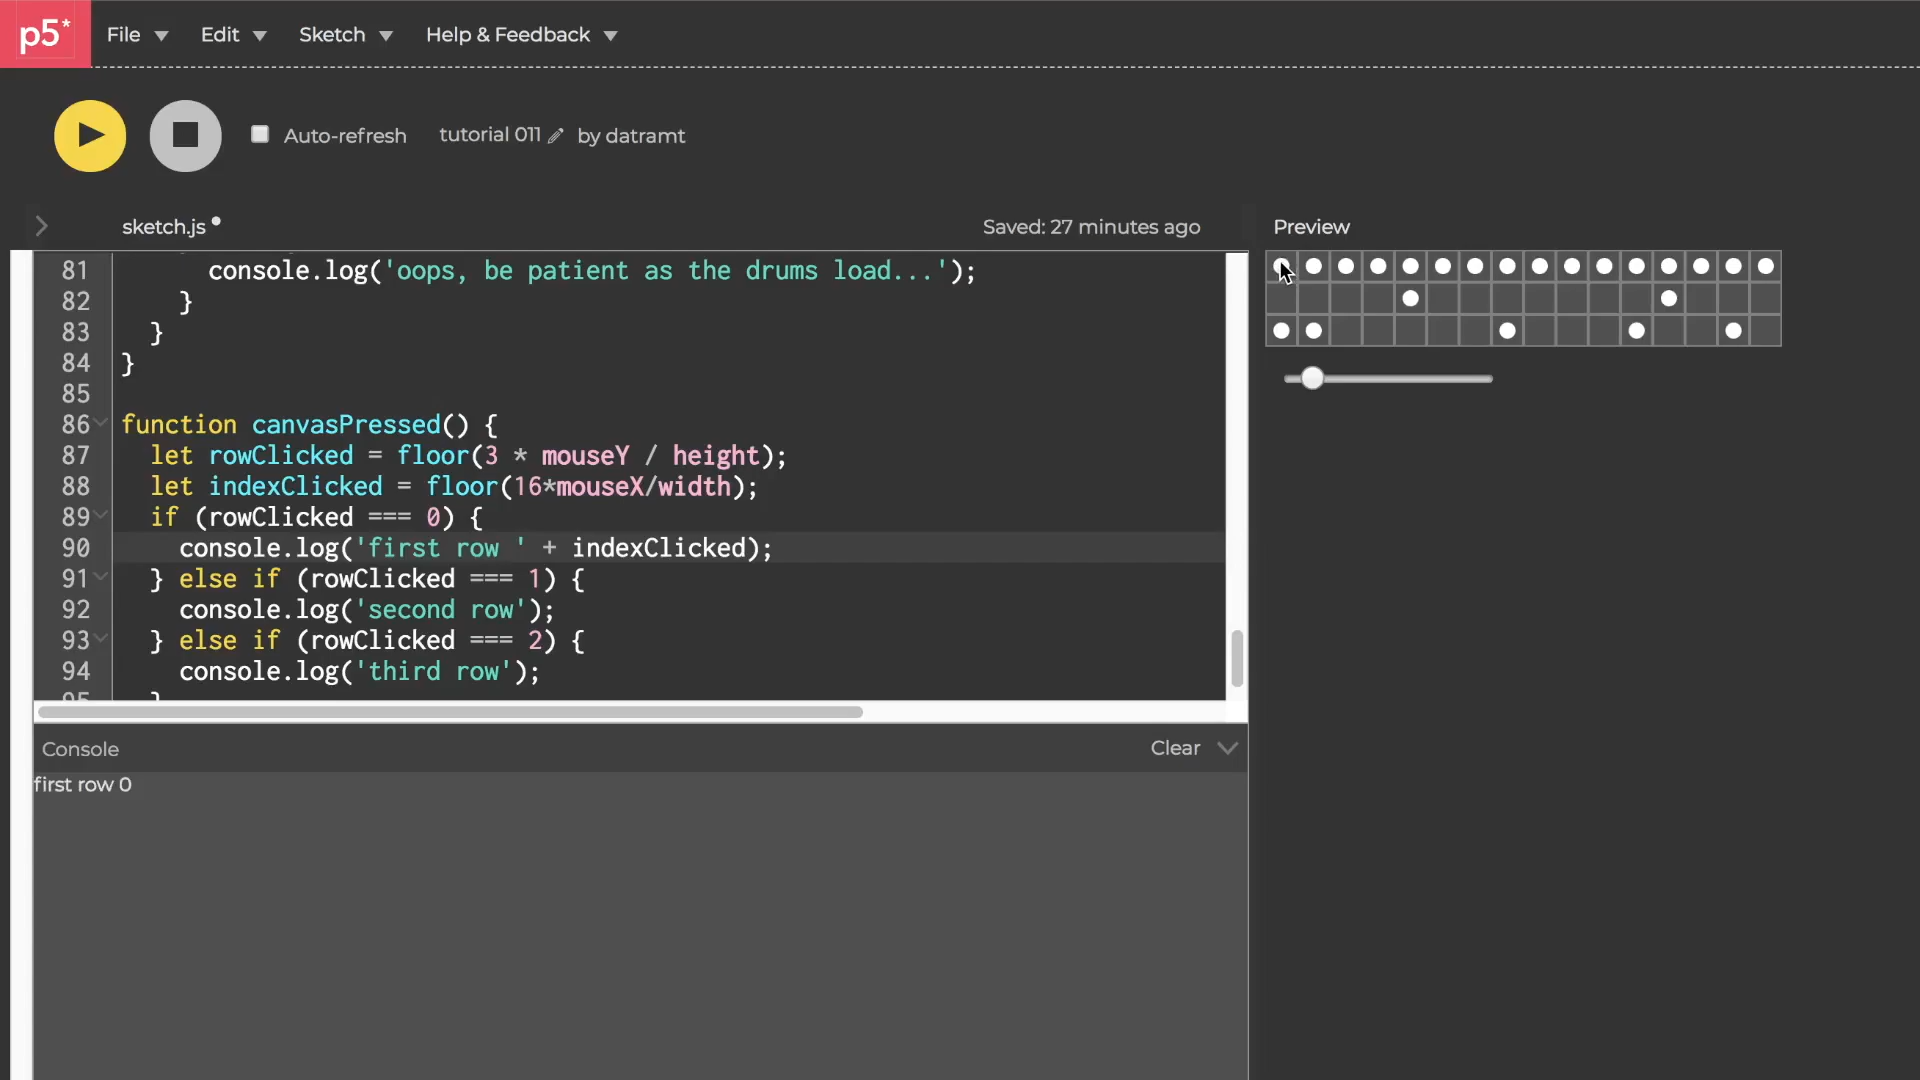 p5* File Edit Sketch Help & Feedback
Auto-refresh tutorial 011 by datramt
sketch.js Saved: 27 minutes ago Preview
81 console.log('oops, be patient as the drums load...');
82 }
83 }
84 }
85
86 function canvasPressed() {
87 let rowClicked = floor(3 * mouseY / height);
88 let indexClicked = floor(16*mouseX/width);
89 if (rowClicked === 0) {
90 console.log('first row ' + indexClicked);
91 } else if (rowClicked === 1) {
92 console.log('second row');
93 } else if (rowClicked === 2) {
94 console.log('third row');
95 }
Console Clear
first row 0